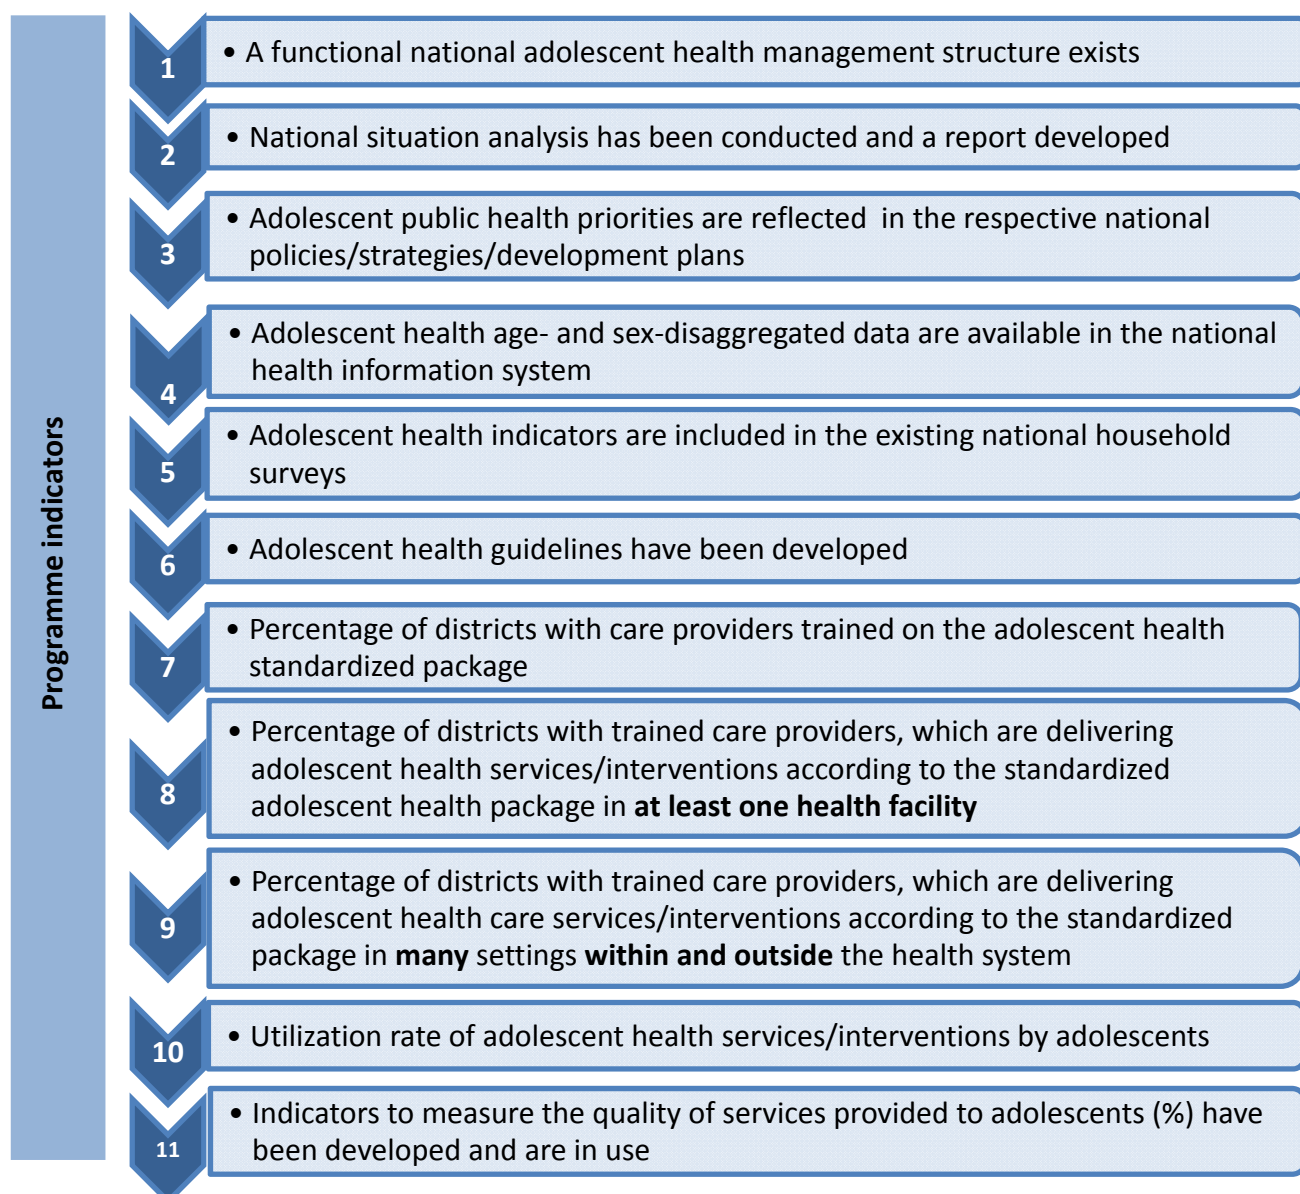 Programme indicators
1
• A functional national adolescent health management structure exists
2
• National situation analysis has been conducted and a report developed
3
• Adolescent public health priorities are reflected  in the respective national
policies/strategies/development plans
4
• Adolescent health age- and sex-disaggregated data are available in the national
health information system
5
• Adolescent health indicators are included in the existing national household
surveys
6
• Adolescent health guidelines have been developed
7
• Percentage of districts with care providers trained on the adolescent health
standardized package
8
• Percentage of districts with trained care providers, which are delivering
adolescent health services/interventions according to the standardized
adolescent health package in at least one health facility
9
• Percentage of districts with trained care providers, which are delivering
adolescent health care services/interventions according to the standardized
package in many settings within and outside the health system
10
• Utilization rate of adolescent health services/interventions by adolescents
11
• Indicators to measure the quality of services provided to adolescents (%) have
been developed and are in use